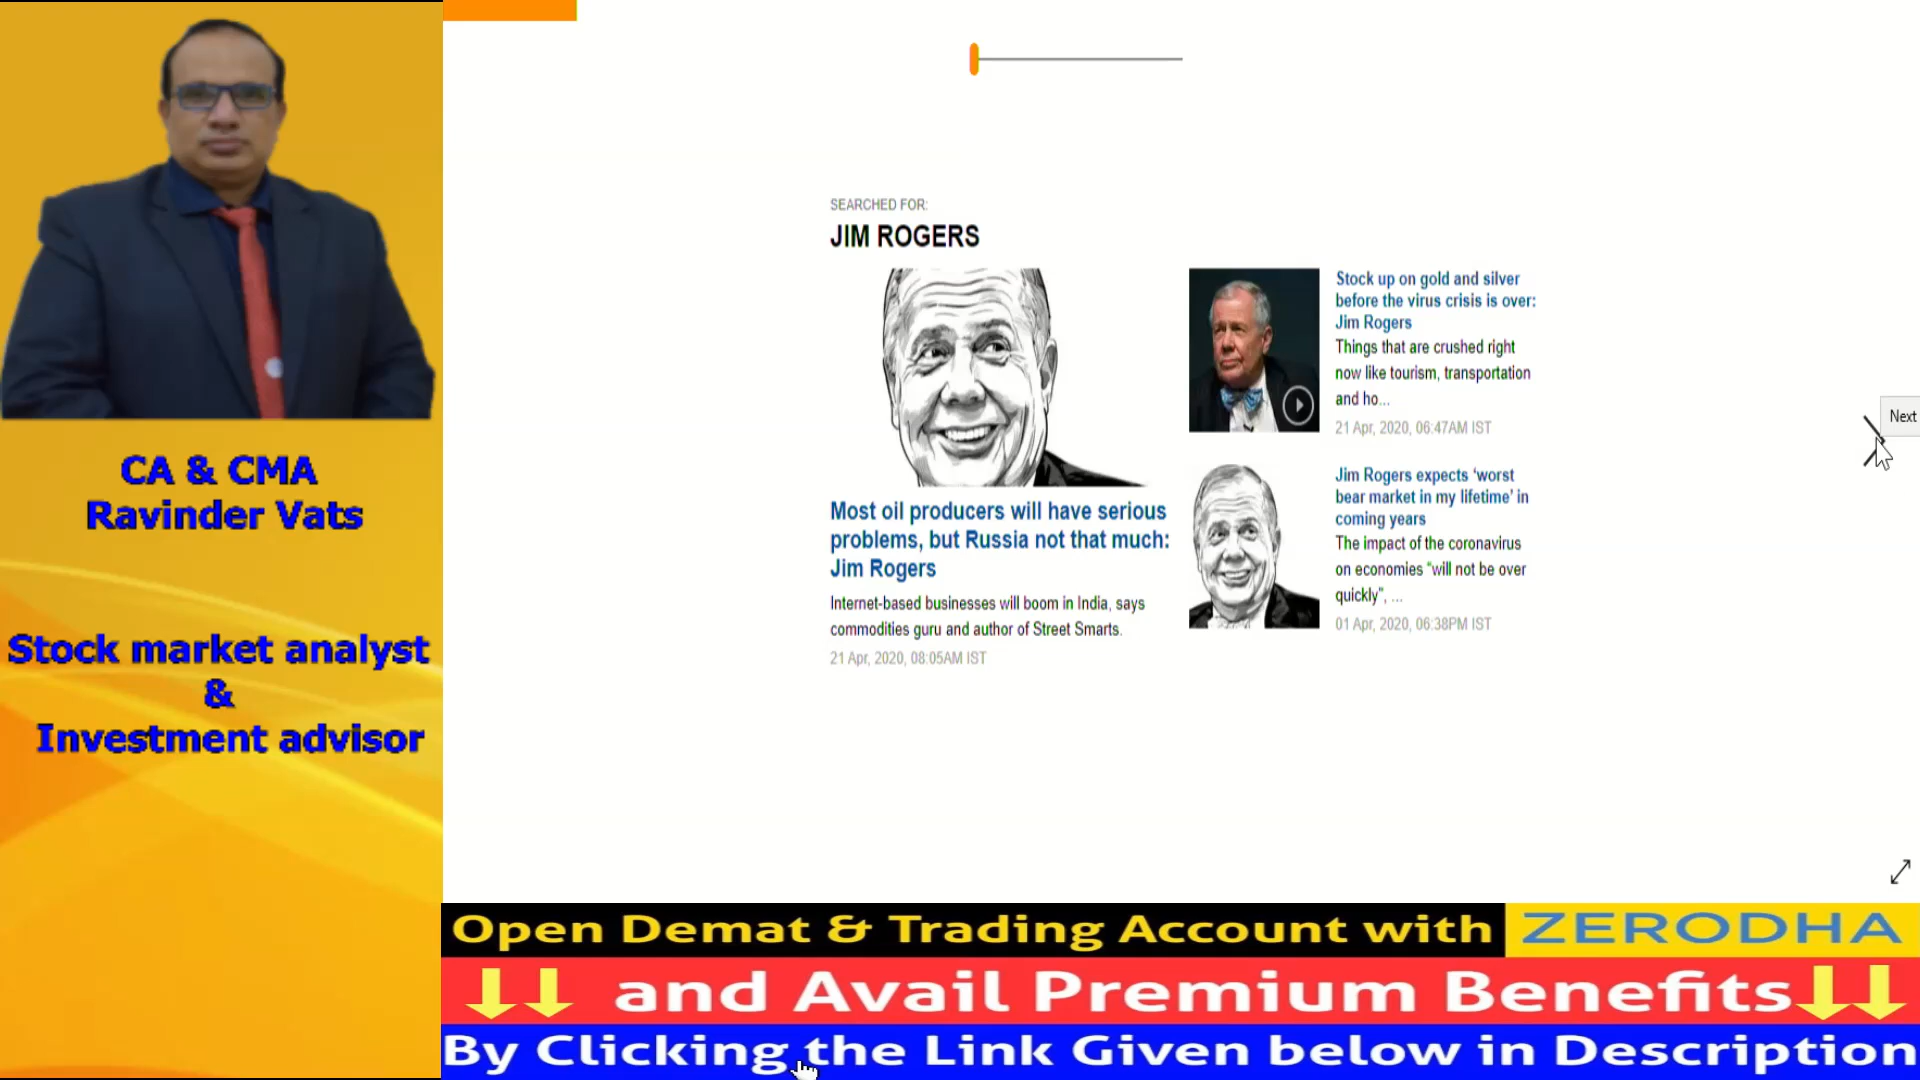 CA & CMA
Ravinder Vats
Stock market analyst
&
Investment advisor
SEARCHED FOR:
JIM ROGERS
Most oil producers will have serious
problems, but Russia not that much:
Jim Rogers
Internet-based businesses will boom in India, says
commodities guru and author of Street Smarts.
21 Apr, 2020, 08:05AM IST
Stock up on gold and silver
before the virus crisis is over:
Jim Rogers
Things that are crushed right
now like tourism, transportation
and ho...
21 Apr, 2020, 06:47AM IST
Jim Rogers expects ‘worst
bear market in my lifetime’ in
coming years
The impact of the coronavirus
on economies “will not be over
quickly”, ...
01 Apr, 2020, 06:38PM IST
Next
Open Demat & Trading Account with ZERODHA
and Avail Premium Benefits
By Clicking the Link Given below in Description